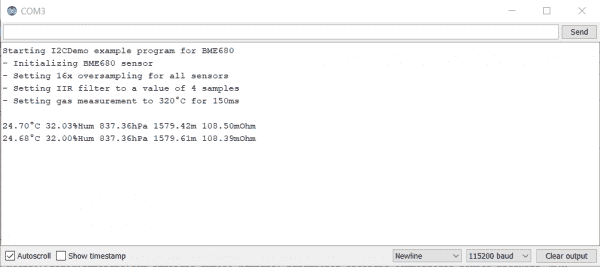 COM3
Send
Starting I2CDemo example program for BME680
- Initializing BME680 sensor
- Setting 16x oversampling for all sensors
- Setting IIR filter to a value of 4 samples
- Setting gas measurement to 320°C for 150ms
24.70°C 32.03%Hum 837.36hPa 1579.42m 108.50mOhm
24.68°C 32.00%Hum 837.36hPa 1579.61m 108.39mOhm
Autoscroll Show timestamp Newline 115200 baud Clear output